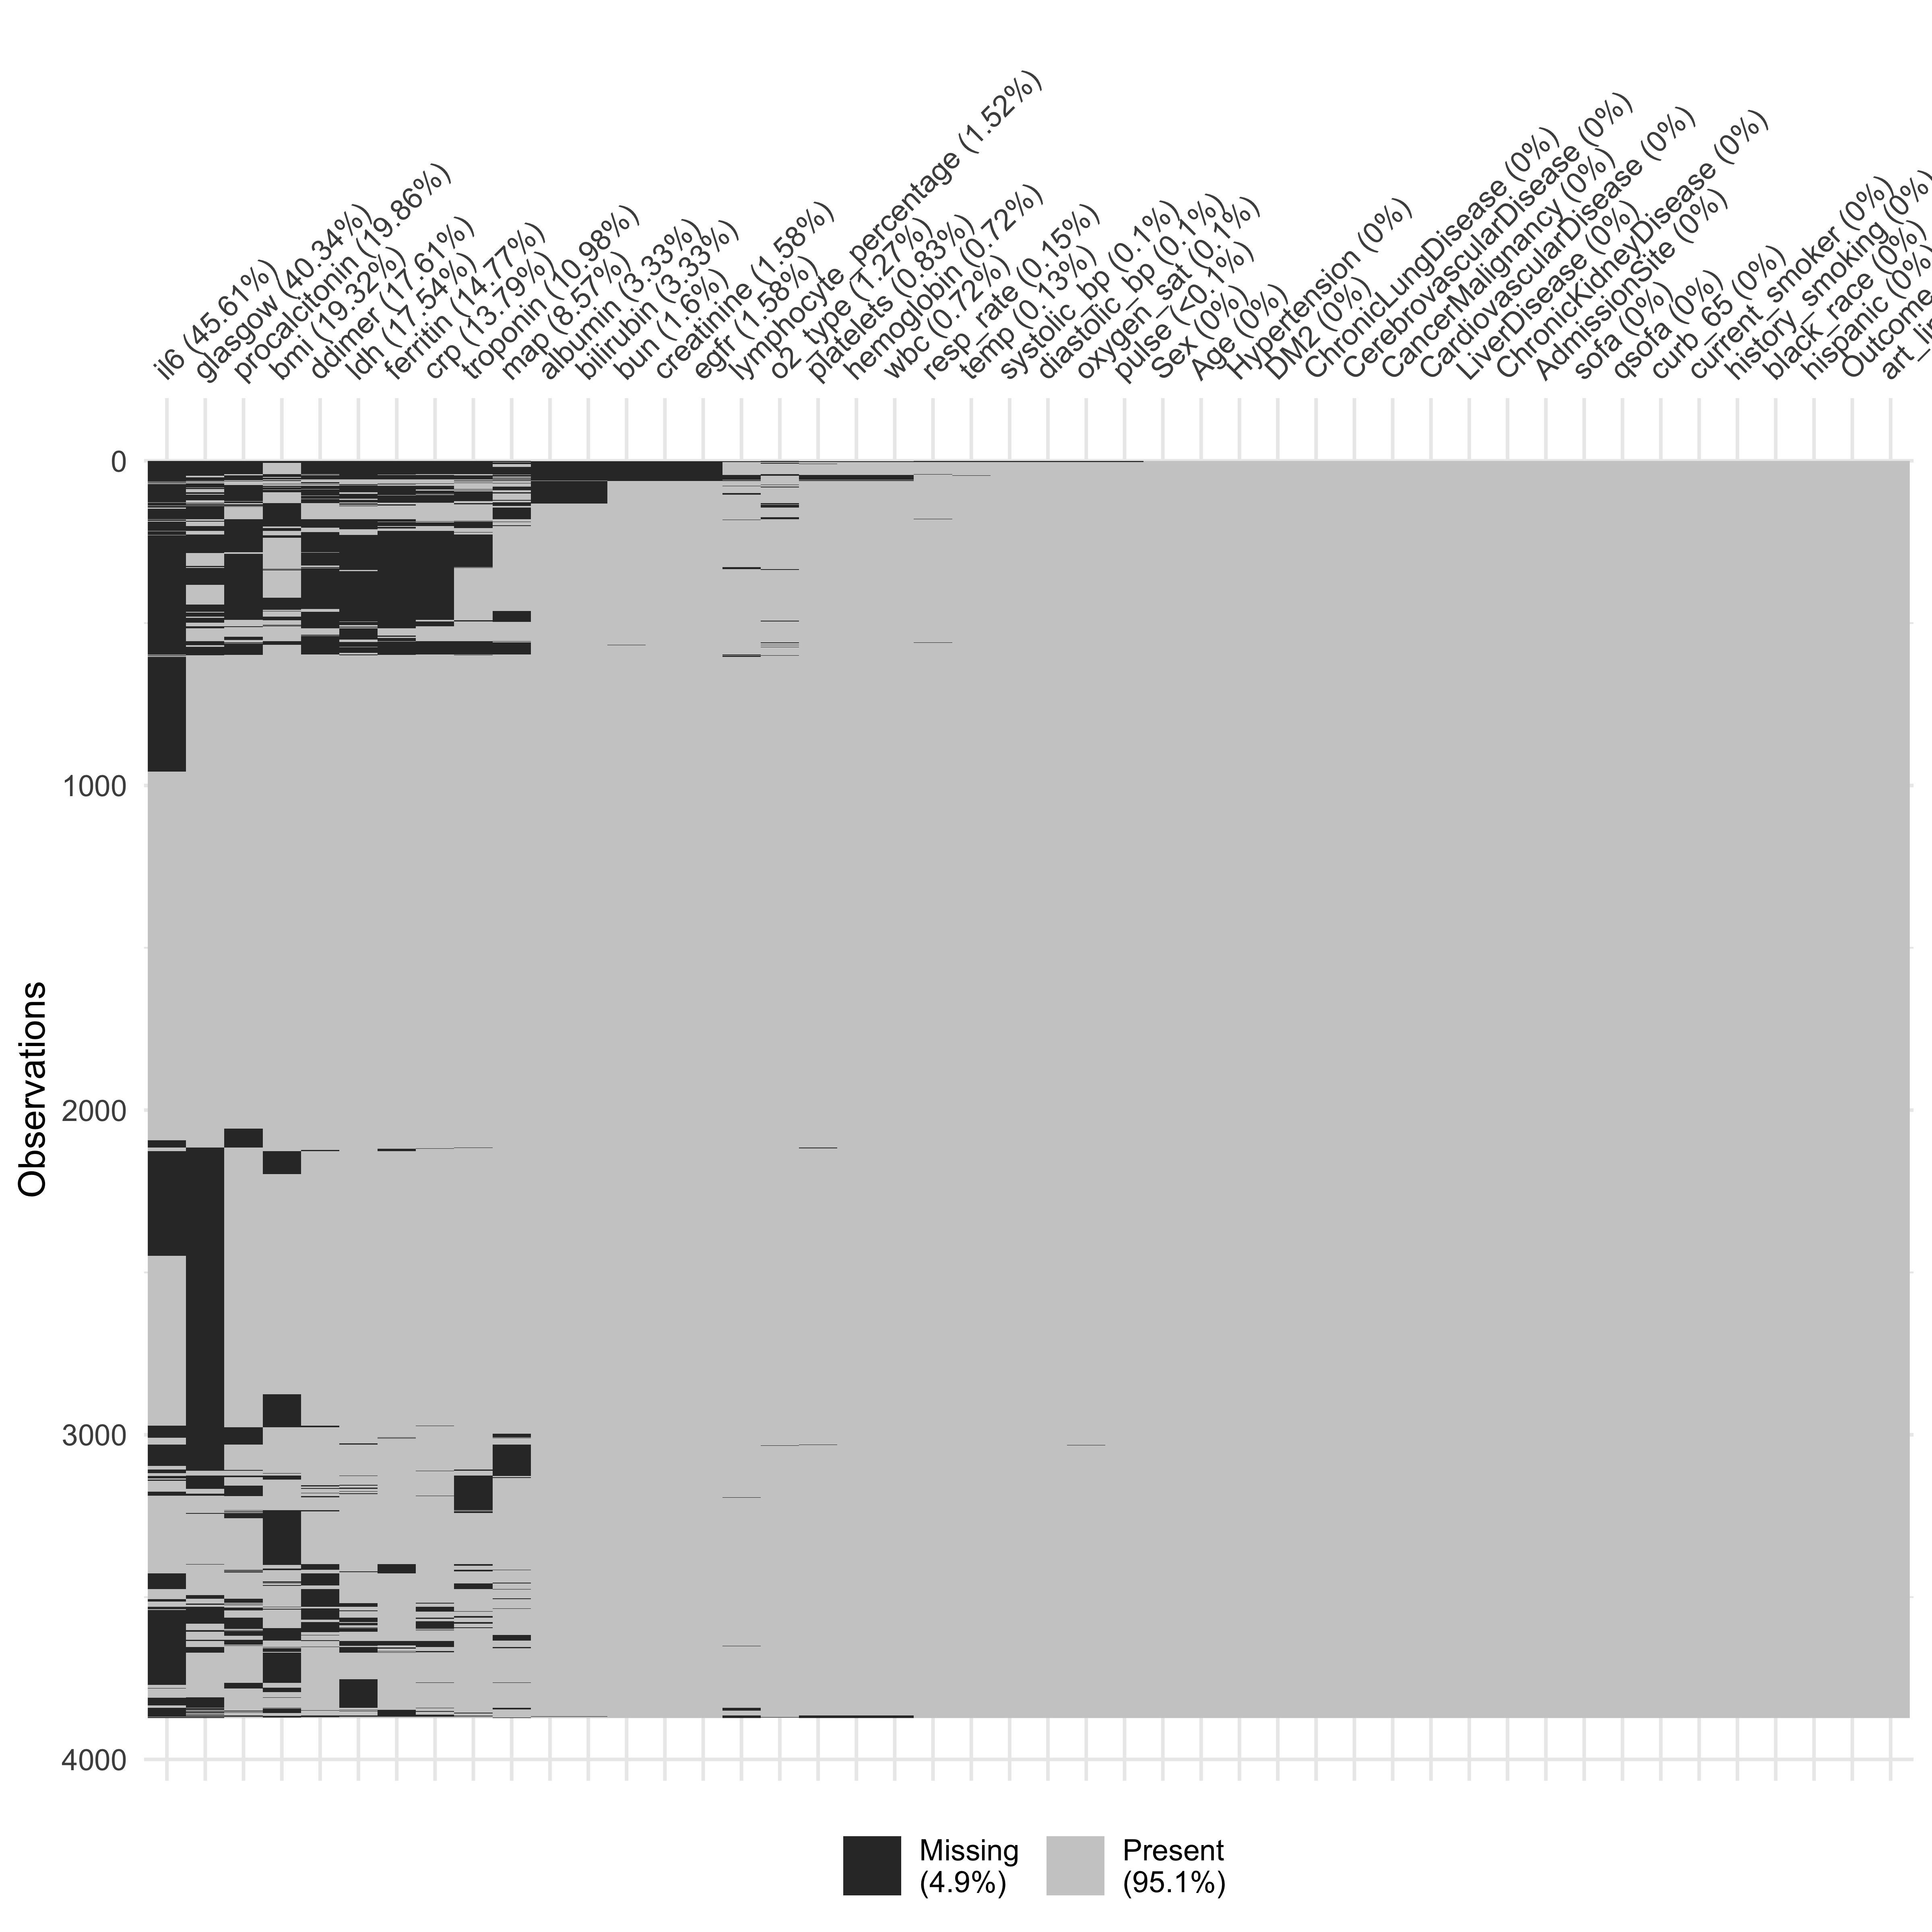 il6 (45.61%)
glasgow (40.34%)
procalcitonin (19.86%)
bmi (19.32%)
ddimer (17.61%)
ldh (17.54%)
ferritin (14.77%)
crp (13.79%)
troponin (10.98%)
map (8.57%)
albumin (3.33%)
bilirubin (3.33%)
bun (1.6%)
creatinine (1.58%)
egfr (1.58%)
lymphocyte_percentage (1.52%)
o2_type (1.27%)
platelets (0.83%)
hemoglobin (0.72%)
wbc (0.72%)
resp_rate (0.15%)
temp (0.13%)
systolic_bp (0.1%)
diastolic_bp (0.1%)
oxygen_sat (0.1%)
pulse (<0.1%)
Sex (0%)
Age (0%)
Hypertension (0%)
DM2 (0%)
ChronicLungDisease (0%)
CerebrovascularDisease (0%)
CancerMalignancy (0%)
CardiovascularDisease (0%)
LiverDisease (0%)
ChronicKidneyDisease (0%)
AdmissionSite (0%)
sofa (0%)
qsofa (0%)
curb_65 (0%)
current_smoker (0%)
history_smoking (0%
black_race (0%)
hispanic (0%
Outcome
art_lin
0
1000
2000
3000
4000
Observations
Missing
(4.9%)
Present
(95.1%)